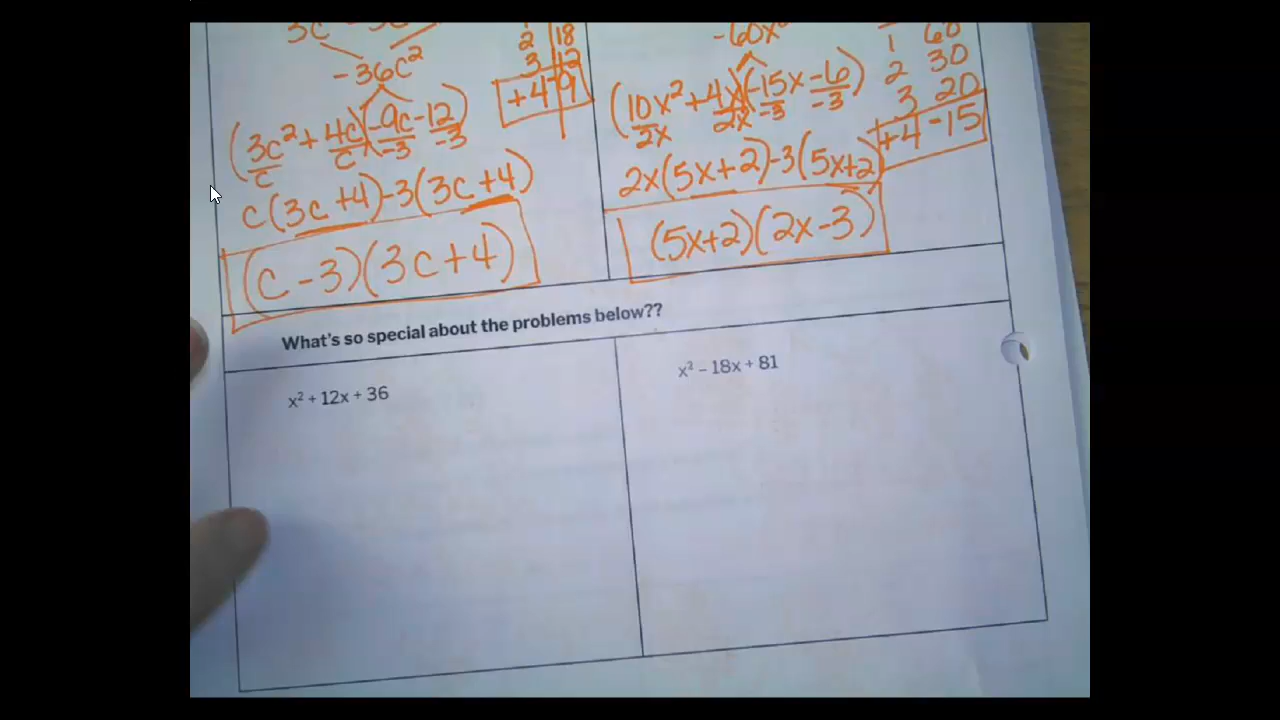 -36c²
2 | 18
3 | 12
+4 -9
(3c² + 4c)(-9c - 12)
c c -3 -3
c(3c + 4) - 3(3c + 4)
(c - 3)(3c + 4)
-60x²
1 60
2 30
3 20
+4 -15
(10x² + 4x)(-15x - 6)
2x 2x -3 -3
2x(5x + 2) - 3(5x + 2)
(5x + 2)(2x - 3)
What's so special about the problems below??
x² + 12x + 36
x² – 18x + 81